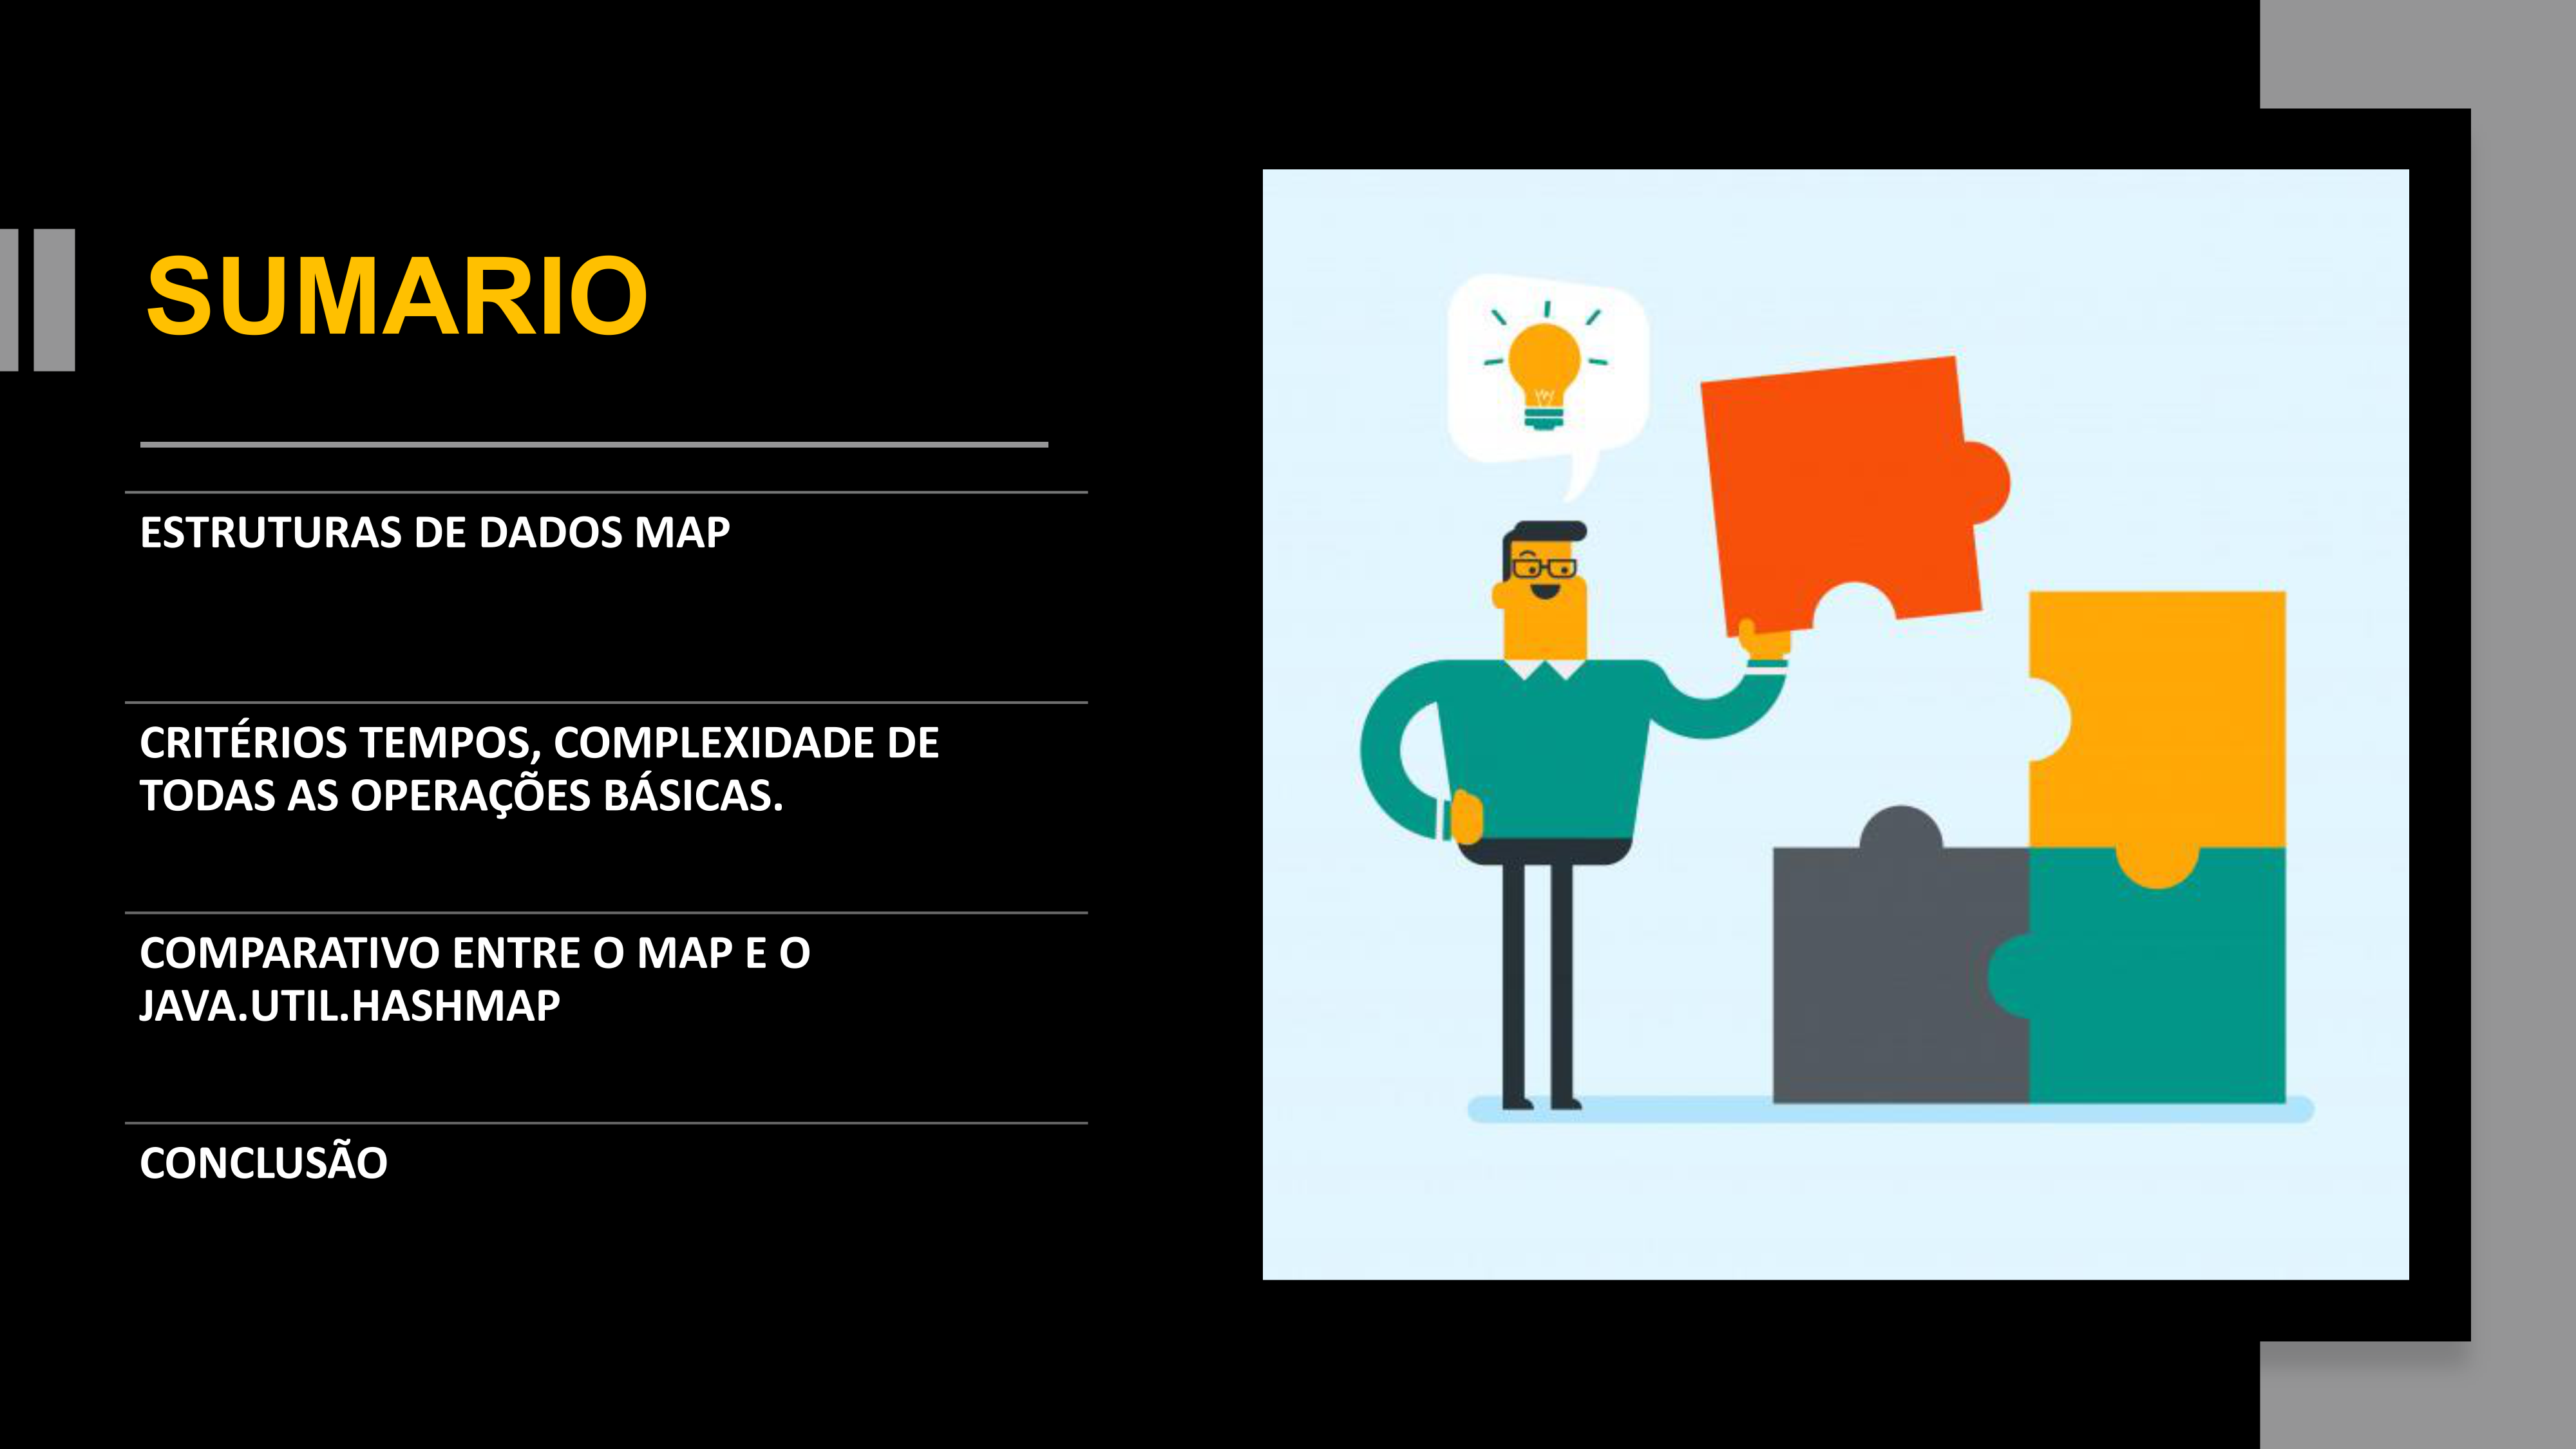 SUMARIO
ESTRUTURAS DE DADOS MAP
CRITÉRIOS TEMPOS, COMPLEXIDADE DE
TODAS AS OPERAÇÕES BÁSICAS.
COMPARATIVO ENTRE O MAP E O
JAVA.UTIL.HASHMAP
CONCLUSÃO